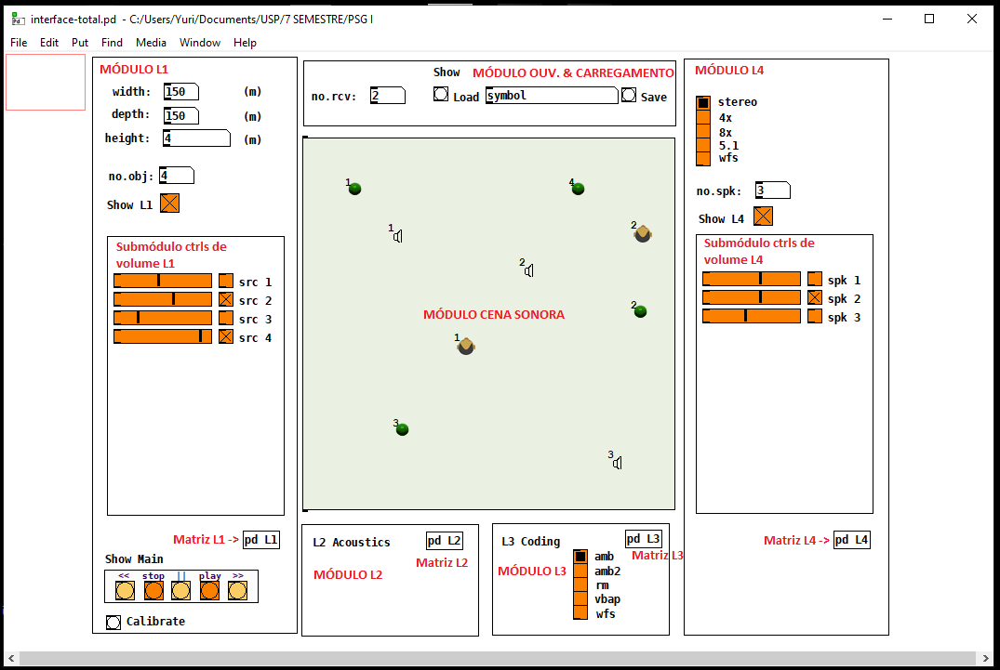 interface-total.pd - C:/Users/Yuri/Documents/USP/7 SEMESTRE/PSG I
File Edit Put Find Media Window Help
MÓDULO L1
width: 150 (m)
depth: 150 (m)
height: 4 (m)
no.obj: 4
Show L1
Submódulo ctrls de
volume L1
src 1
src 2
src 3
src 4
Matriz L1 -> pd L1
Show Main
<< stop || play >>
Calibrate
Show MÓDULO OUV. & CARREGAMENTO
no.rcv: 2 Load symbol Save
1
4
1
2
2
MÓDULO CENA SONORA
2
1
3
3
L2 Acoustics pd L2
Matriz L2
MÓDULO L2
L3 Coding pd L3
Matriz L3
MÓDULO L3
amb
amb2
rm
vbap
wfs
MÓDULO L4
stereo
4x
8x
5.1
wfs
no.spk: 3
Show L4
Submódulo ctrls de
volume L4
spk 1
spk 2
spk 3
Matriz L4 -> pd L4